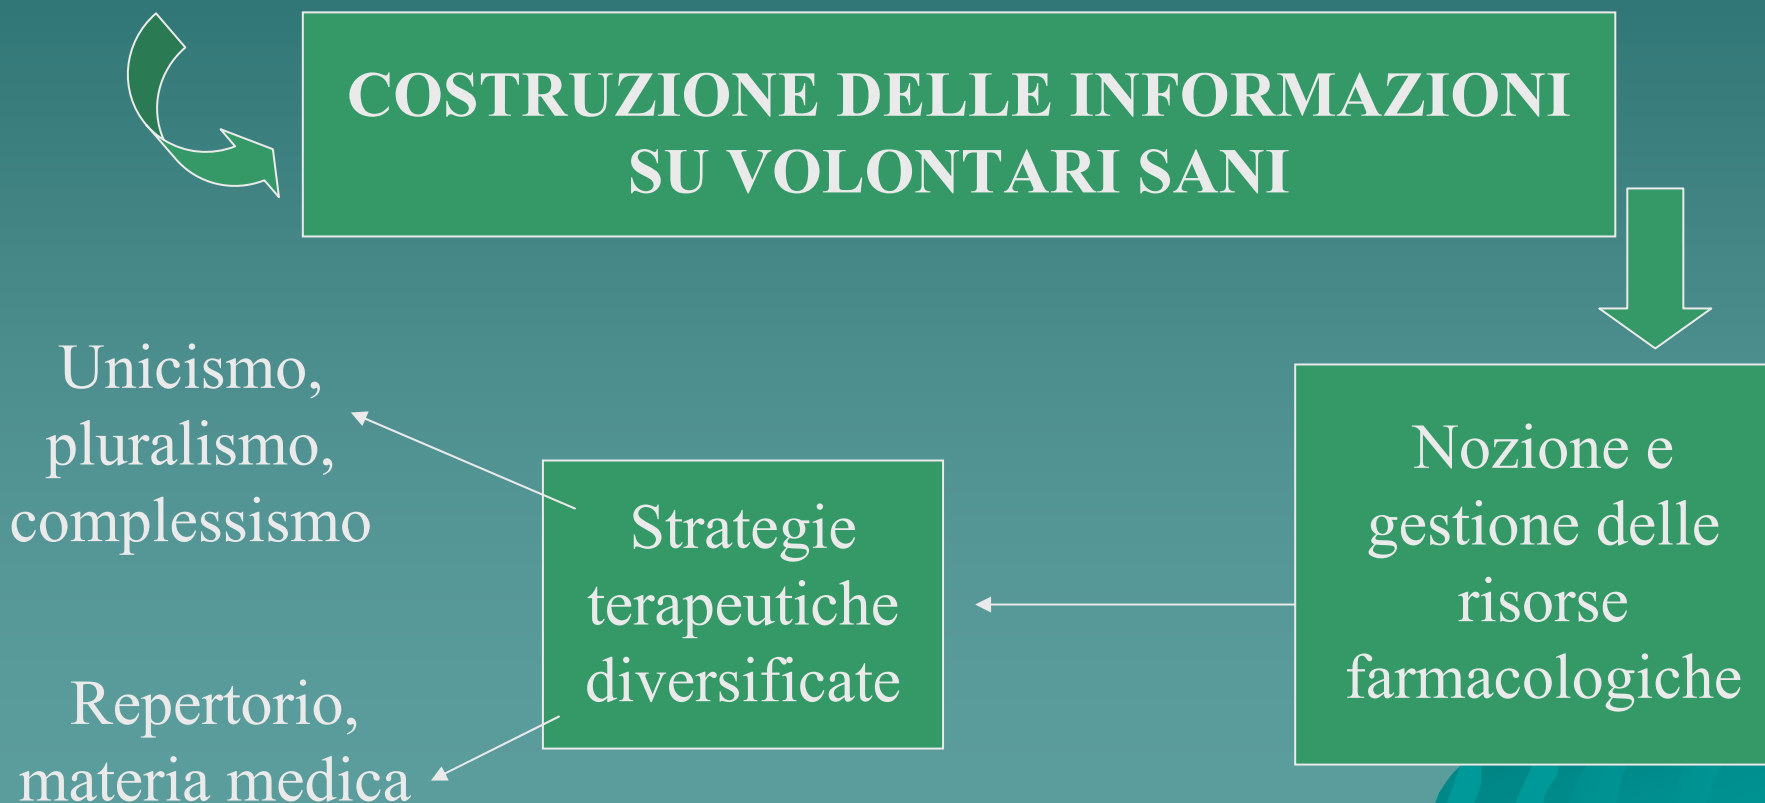 COSTRUZIONE DELLE INFORMAZIONI
SU VOLONTARI SANI
Nozione e
gestione delle
risorse
farmacologiche
Strategie
terapeutiche
diversificate
Unicismo,
pluralismo,
complessismo
Repertorio,
materia medica